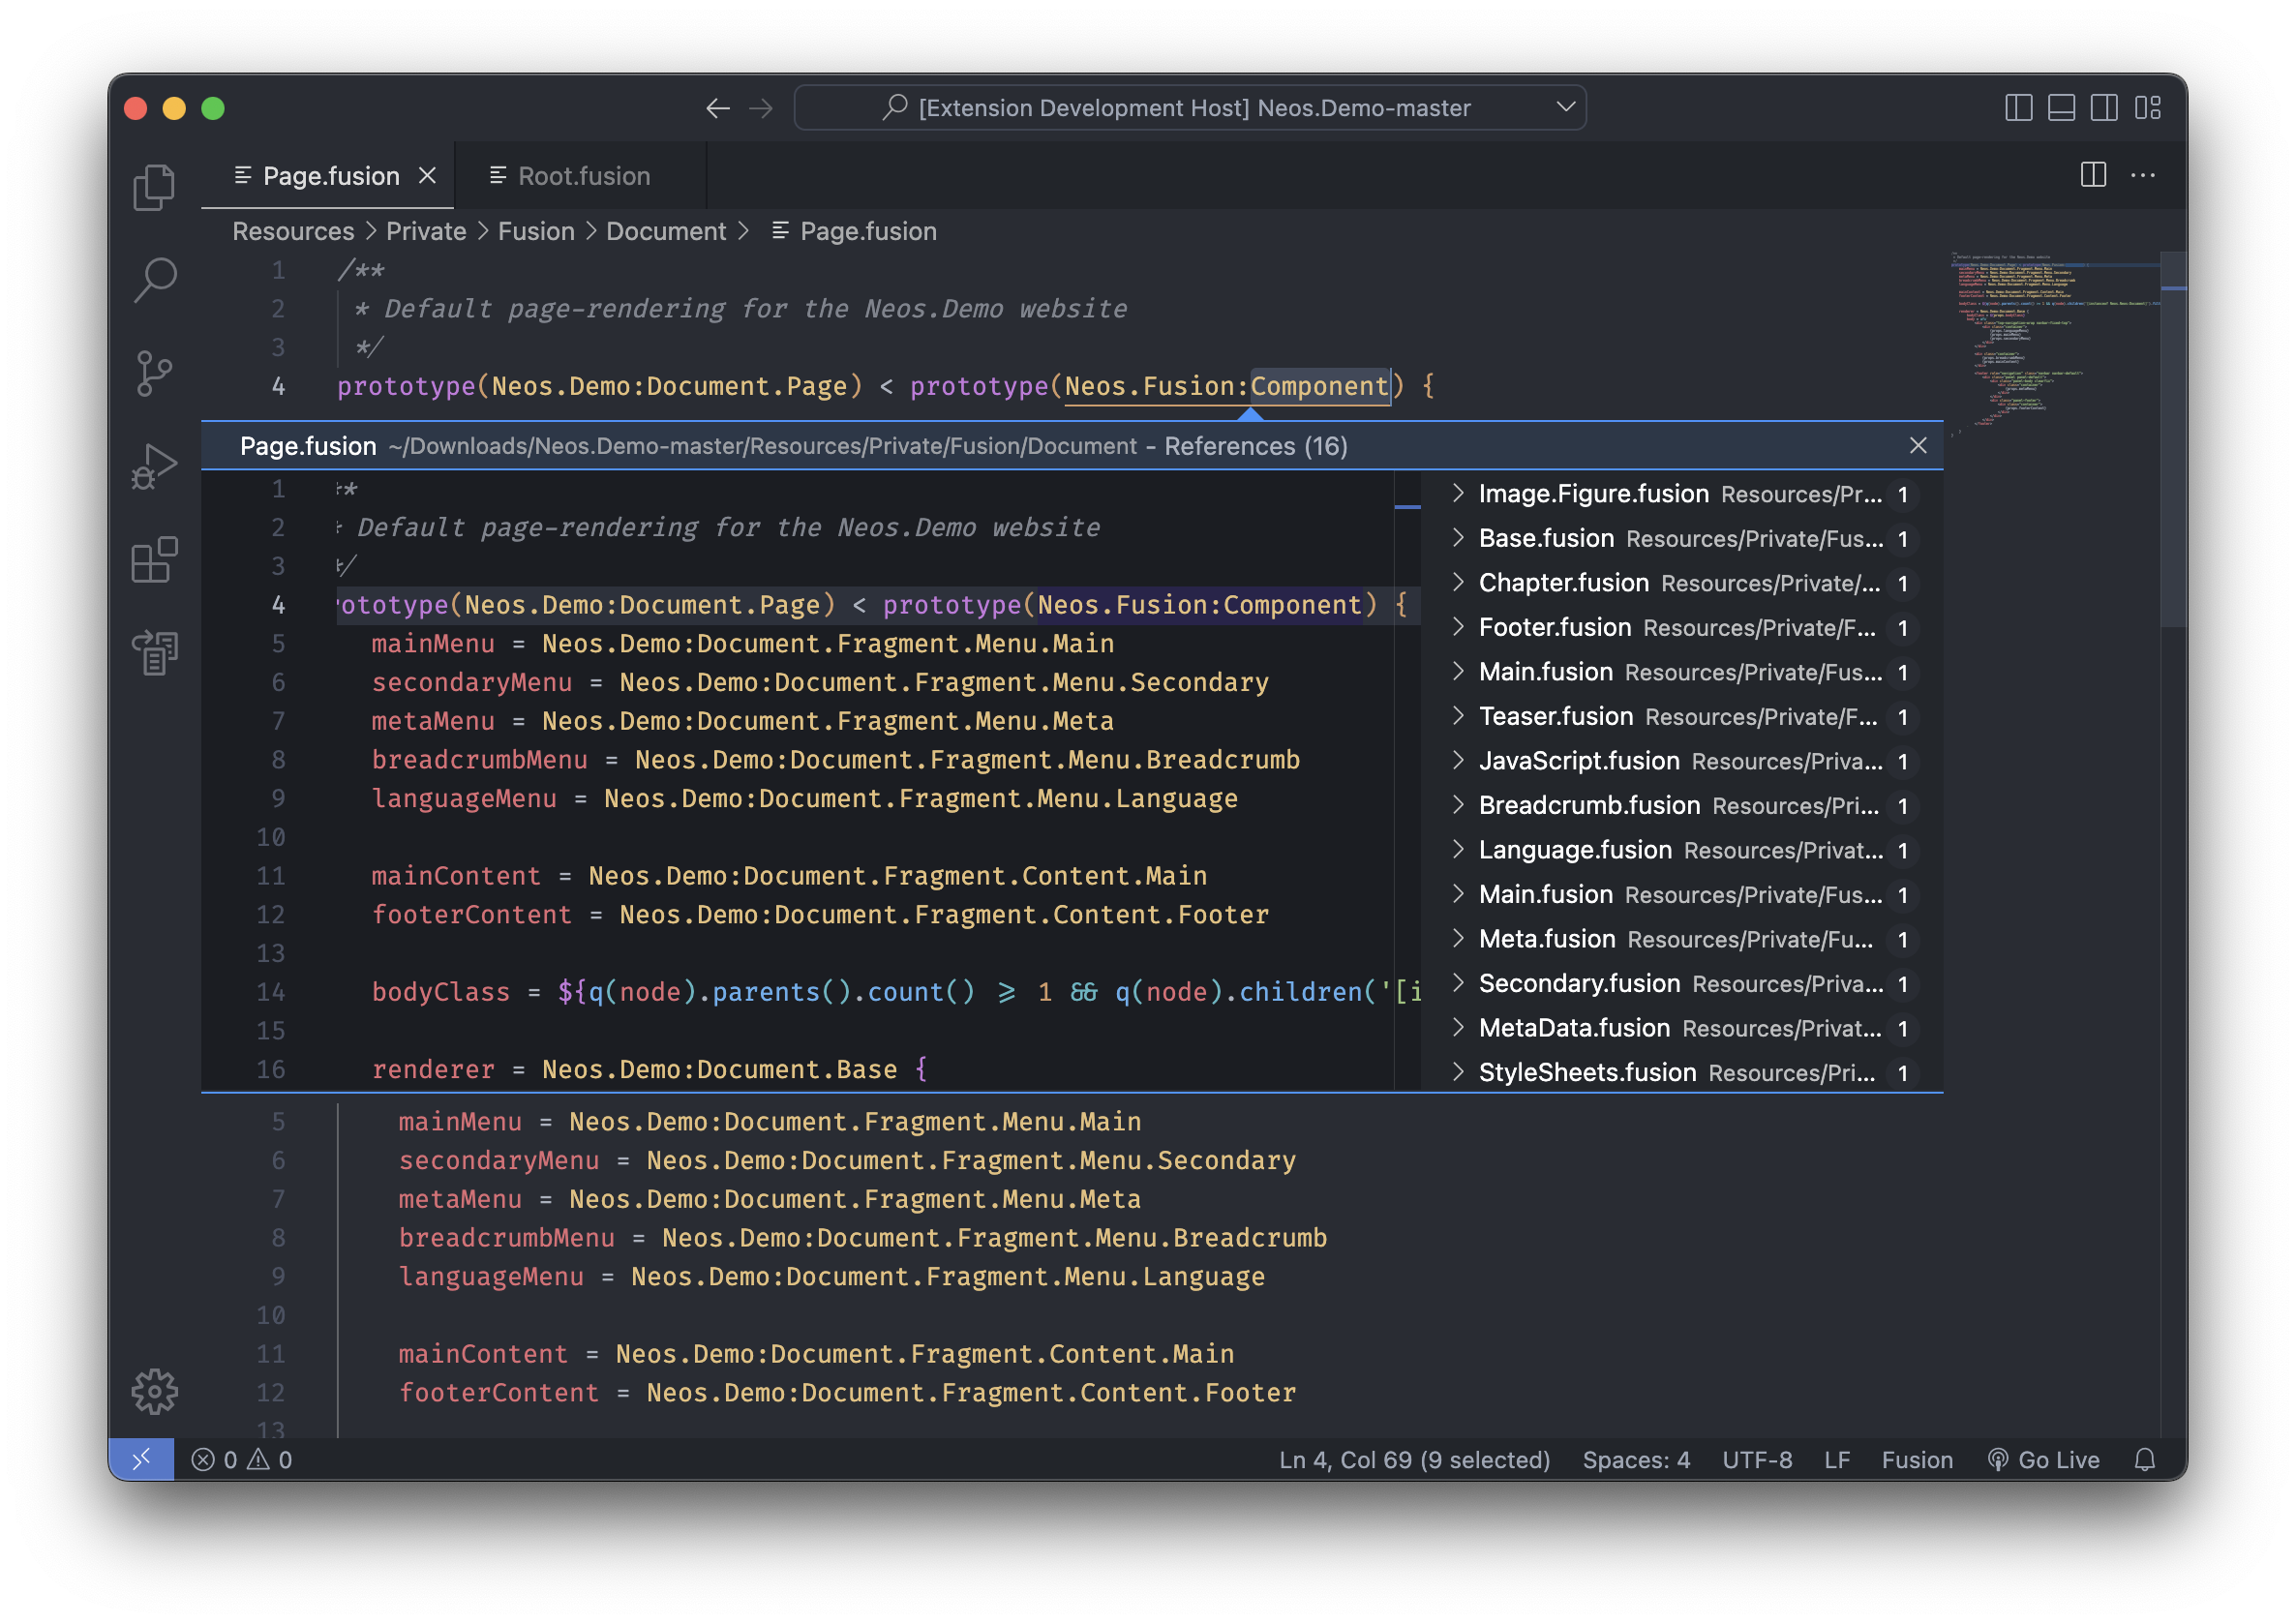 [Extension Development Host] Neos.Demo-master
Page.fusion
Root.fusion
Resources > Private > Fusion > Document > Page.fusion
1 /**
2 * Default page-rendering for the Neos.Demo website
3 */
4 prototype(Neos.Demo:Document.Page) < prototype(Neos.Fusion:Component) {
Page.fusion ~/Downloads/Neos.Demo-master/Resources/Private/Fusion/Document - References (16)
1 **
2 * Default page-rendering for the Neos.Demo website
3 */
4 rototype(Neos.Demo:Document.Page) < prototype(Neos.Fusion:Component) {
5 mainMenu = Neos.Demo:Document.Fragment.Menu.Main
6 secondaryMenu = Neos.Demo:Document.Fragment.Menu.Secondary
7 metaMenu = Neos.Demo:Document.Fragment.Menu.Meta
8 breadcrumbMenu = Neos.Demo:Document.Fragment.Menu.Breadcrumb
9 languageMenu = Neos.Demo:Document.Fragment.Menu.Language
10
11 mainContent = Neos.Demo:Document.Fragment.Content.Main
12 footerContent = Neos.Demo:Document.Fragment.Content.Footer
13
14 bodyClass = ${q(node).parents().count() >= 1 && q(node).children('[i
15
16 renderer = Neos.Demo:Document.Base {
Image.Figure.fusion Resources/Pr... 1
Base.fusion Resources/Private/Fus... 1
Chapter.fusion Resources/Private/... 1
Footer.fusion Resources/Private/F... 1
Main.fusion Resources/Private/Fus... 1
Teaser.fusion Resources/Private/F... 1
JavaScript.fusion Resources/Priva... 1
Breadcrumb.fusion Resources/Pri... 1
Language.fusion Resources/Privat... 1
Main.fusion Resources/Private/Fus... 1
Meta.fusion Resources/Private/Fu... 1
Secondary.fusion Resources/Priva... 1
MetaData.fusion Resources/Privat... 1
StyleSheets.fusion Resources/Pri... 1
5 mainMenu = Neos.Demo:Document.Fragment.Menu.Main
6 secondaryMenu = Neos.Demo:Document.Fragment.Menu.Secondary
7 metaMenu = Neos.Demo:Document.Fragment.Menu.Meta
8 breadcrumbMenu = Neos.Demo:Document.Fragment.Menu.Breadcrumb
9 languageMenu = Neos.Demo:Document.Fragment.Menu.Language
10
11 mainContent = Neos.Demo:Document.Fragment.Content.Main
12 footerContent = Neos.Demo:Document.Fragment.Content.Footer
13
0 0 Ln 4, Col 69 (9 selected) Spaces: 4 UTF-8 LF Fusion Go Live